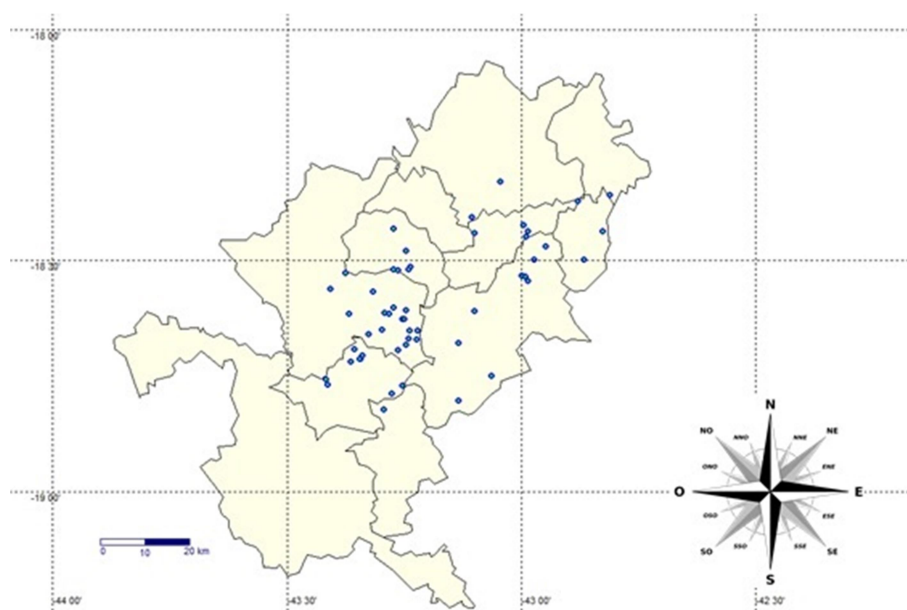 -18 00
-18 30
N
NO
NNO
NNE
NE
ONO
ENE
O
E
-19 00
OSO
ESE
0
10
20 km
SO
SSO
SSE
SE
S
-44 00
-43 30
-43 00
-42 30